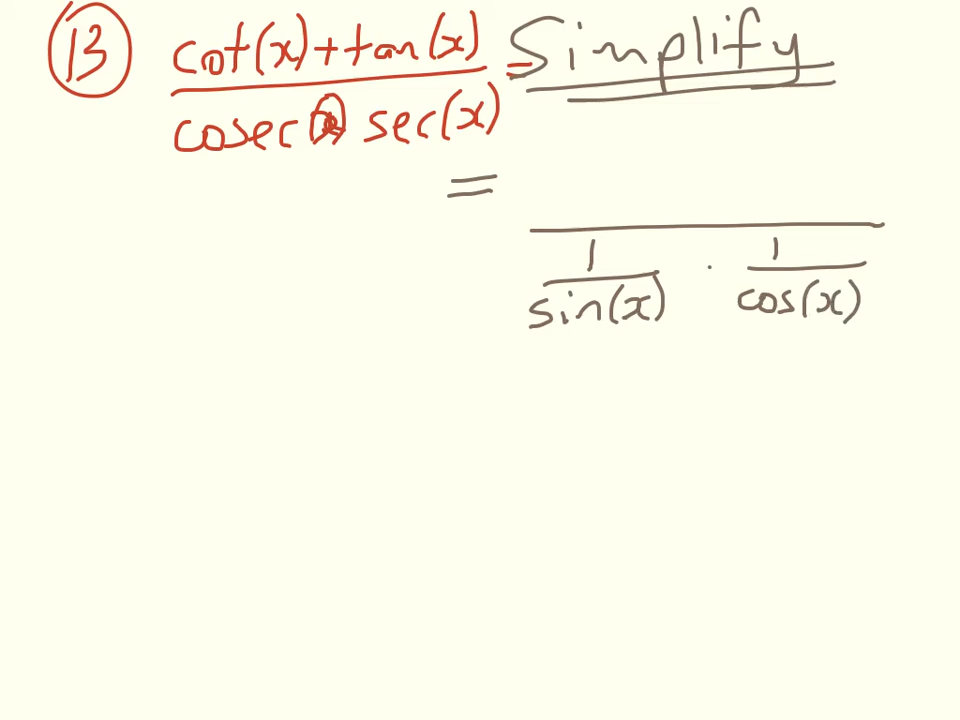 13 cot(x)+tan(x) = Simplify
cosec(x) sec(x)
=
1 . 1
sin(x) cos(x)